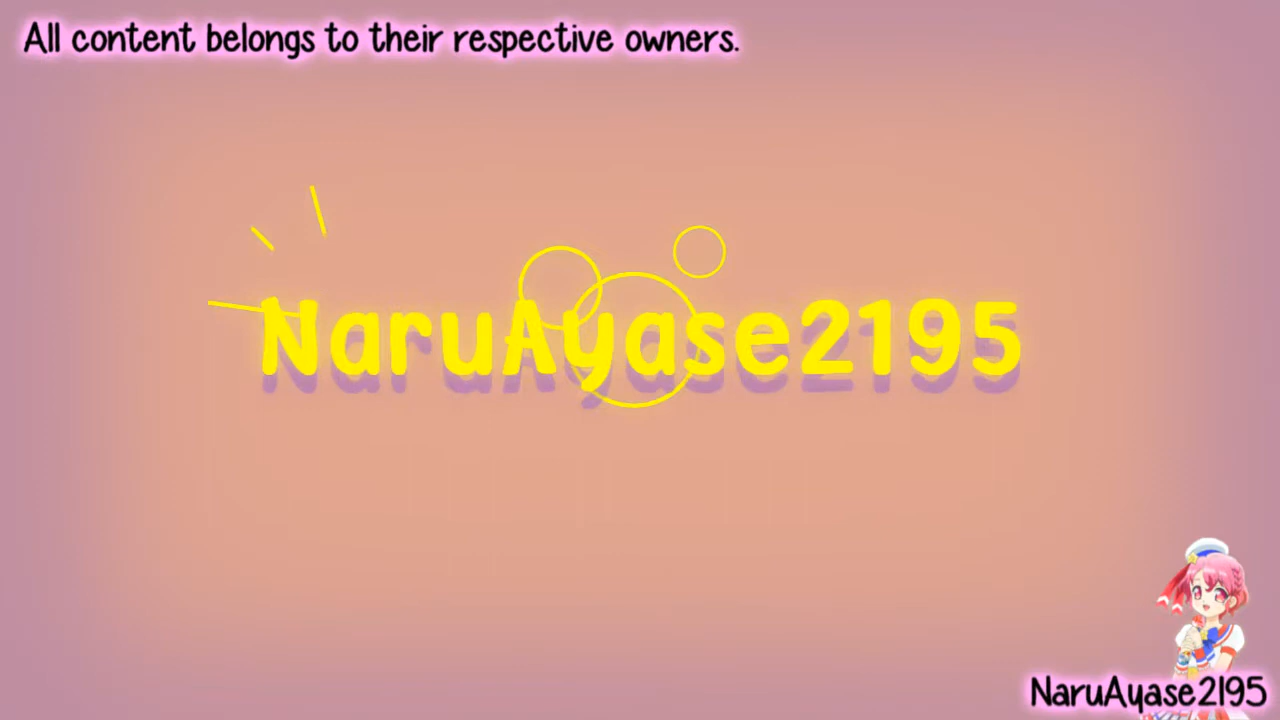 All content belongs to their respective owners.
NaruAyase2195
NaruAyase2195